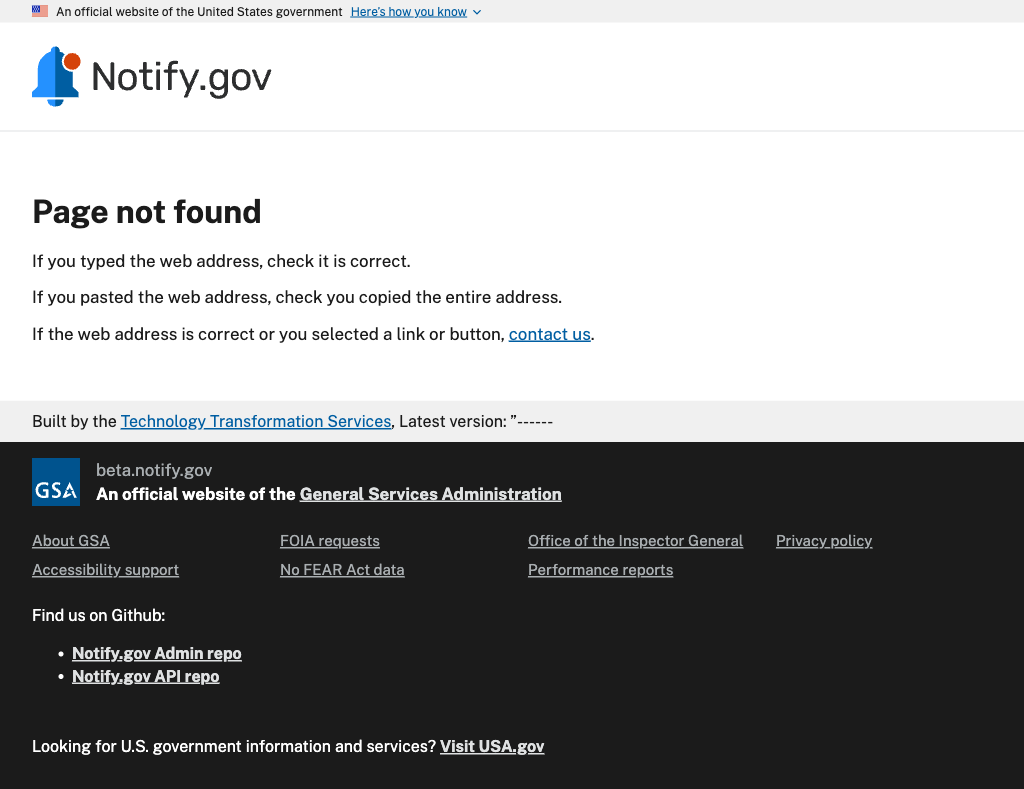 An official website of the United States government Here's how you know
Notify.gov
Page not found
If you typed the web address, check it is correct.
If you pasted the web address, check you copied the entire address.
If the web address is correct or you selected a link or button, contact us.
Built by the Technology Transformation Services, Latest version: ”------
GSA
beta.notify.gov
An official website of the General Services Administration
About GSA FOIA requests Office of the Inspector General Privacy policy
Accessibility support No FEAR Act data Performance reports
Find us on Github:
• Notify.gov Admin repo
• Notify.gov API repo
Looking for U.S. government information and services? Visit USA.gov